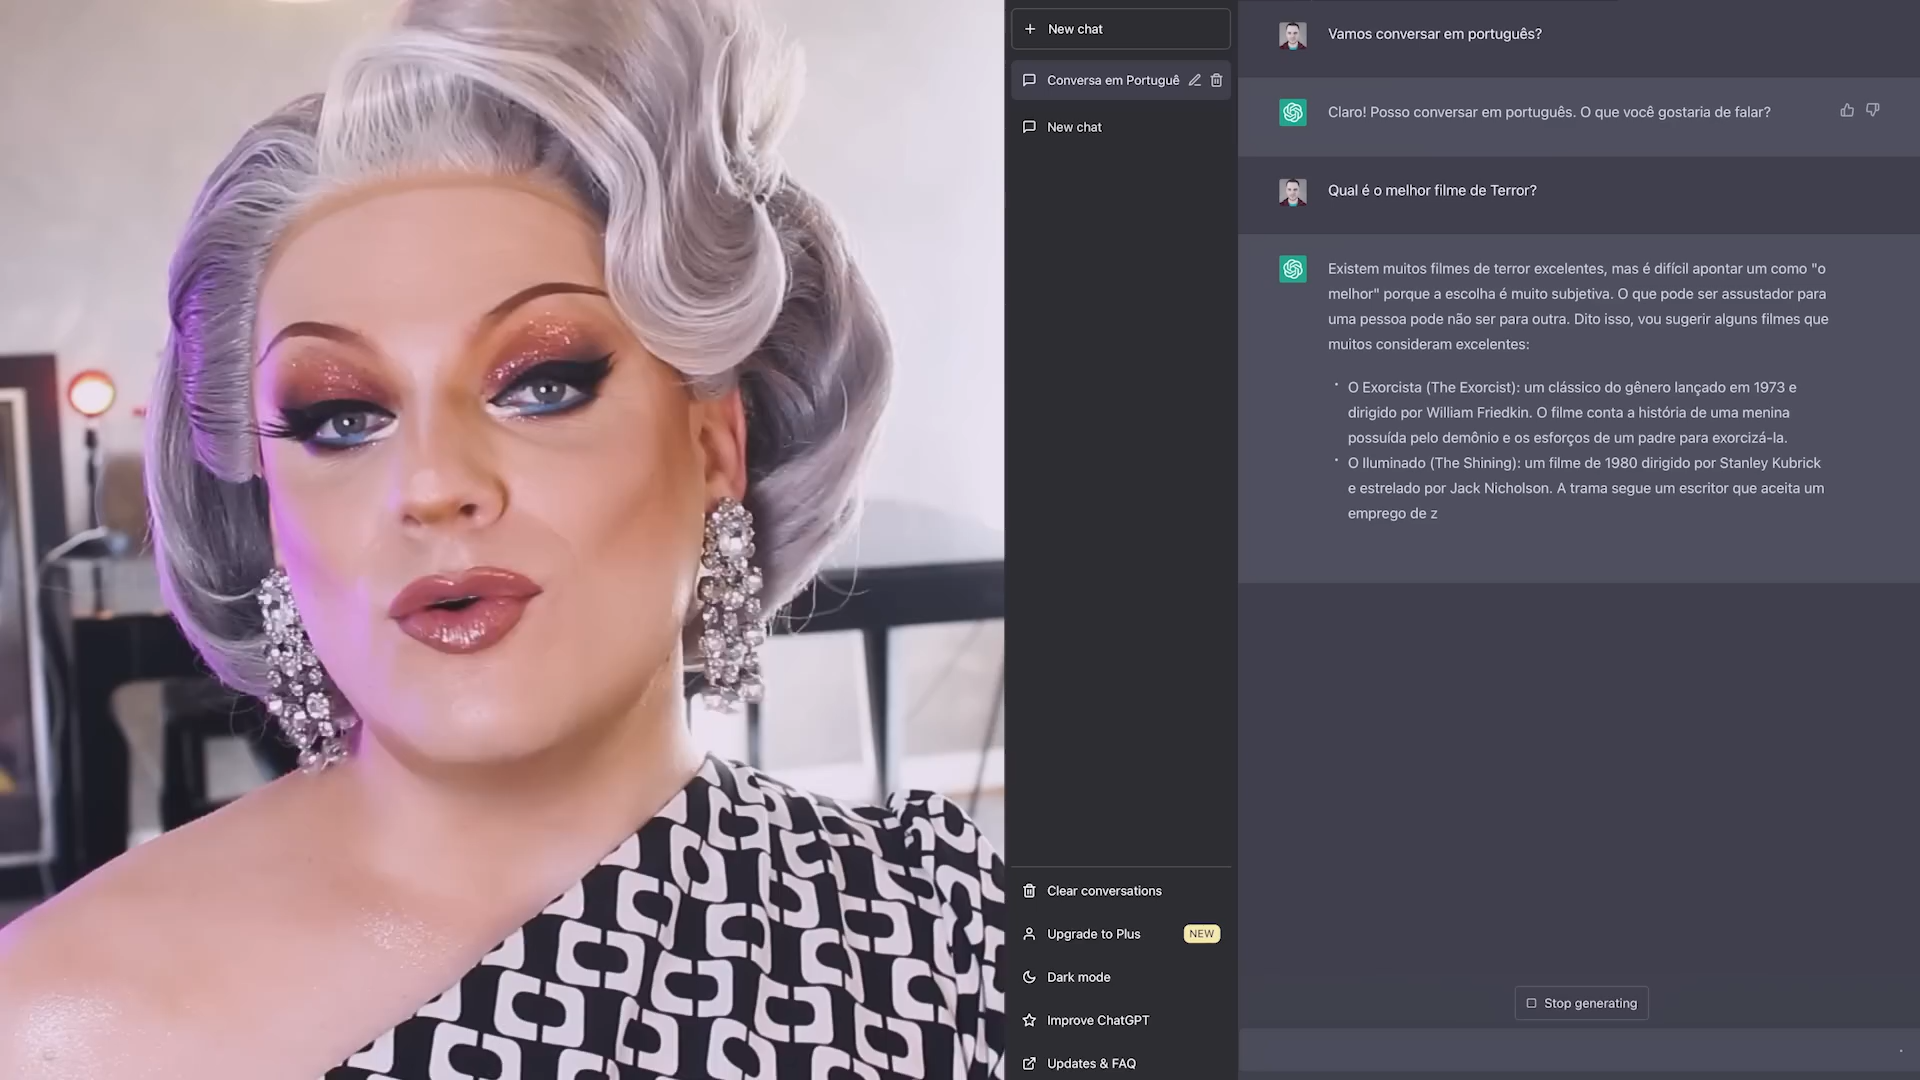 New chat
Conversa em Portuguê
New chat
Clear conversations
Upgrade to Plus NEW
Dark mode
Improve ChatGPT
Updates & FAQ
Vamos conversar em português?
Claro! Posso conversar em português. O que você gostaria de falar?
Qual é o melhor filme de Terror?
Existem muitos filmes de terror excelentes, mas é difícil apontar um como "o
melhor" porque a escolha é muito subjetiva. O que pode ser assustador para
uma pessoa pode não ser para outra. Dito isso, vou sugerir alguns filmes que
muitos consideram excelentes:
• O Exorcista (The Exorcist): um clássico do gênero lançado em 1973 e
dirigido por William Friedkin. O filme conta a história de uma menina
possuída pelo demônio e os esforços de um padre para exorcizá-la.
• O Iluminado (The Shining): um filme de 1980 dirigido por Stanley Kubrick
e estrelado por Jack Nicholson. A trama segue um escritor que aceita um
emprego de z
Stop generating